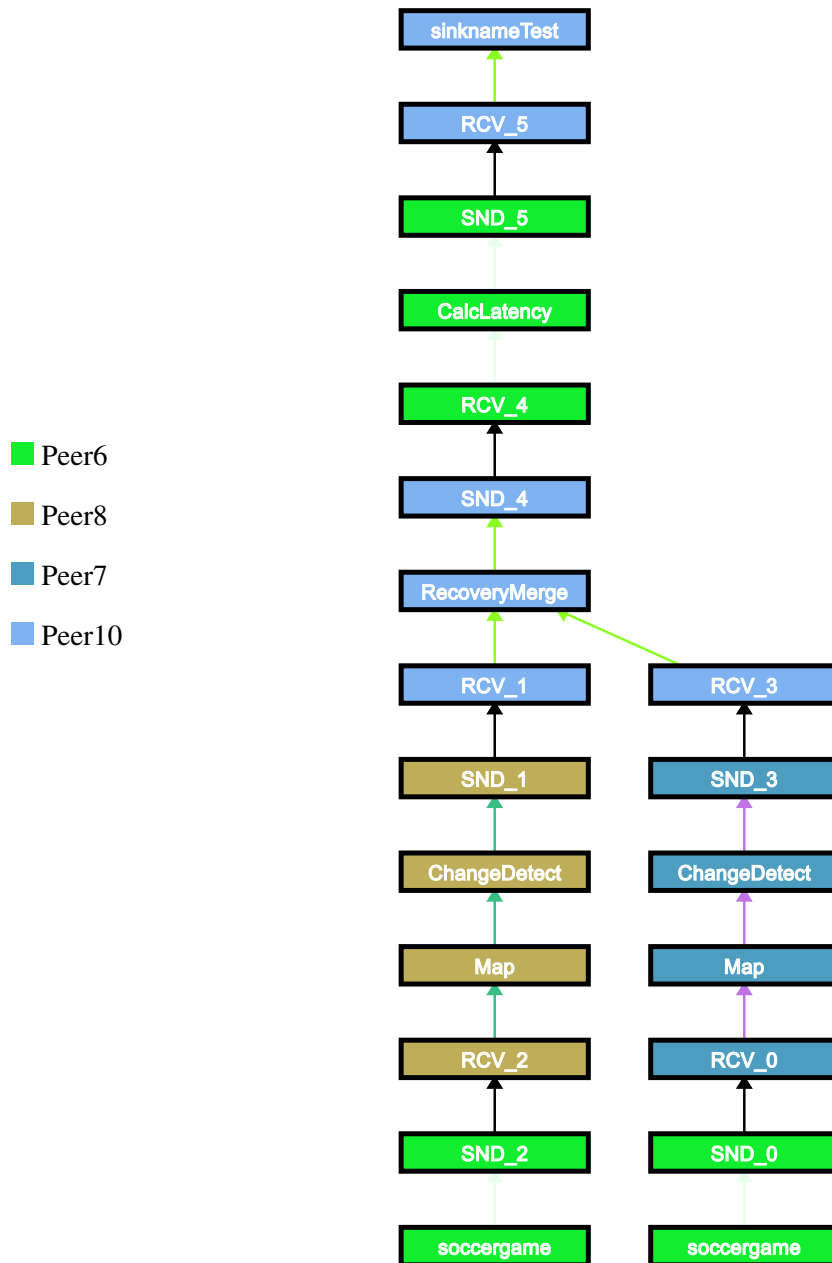 sinknameTest
RCV_5
SND_5
CalcLatency
RCV_4
Peer6
SND_4
Peer8
Peer7
RecoveryMerge
Peer10
RCV_1
RCV_3
SND_1
SND_3
ChangeDetect
ChangeDetect
Map
Map
RCV_2
RCV_0
SND_2
SND_0
soccergame
soccergame